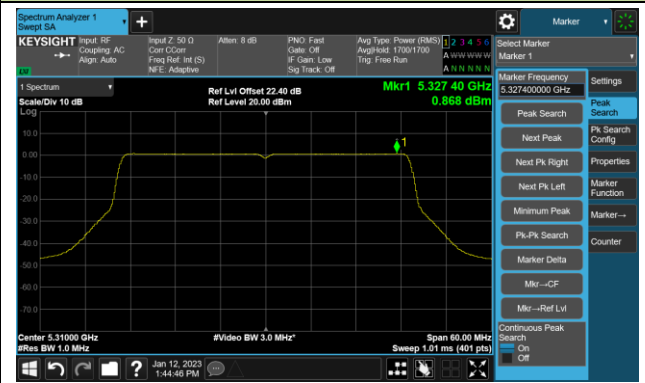 Spectrum Analyzer 1
Swept SA
+
Marker
KEYSIGHT
Input: RF
Coupling: AC
Align: Auto
Input Z: 50 Ω
Corr CCorr
Freq Ref: Int (S)
NFE: Adaptive
Atten: 8 dB
PNO: Fast
Gate: Off
IF Gain: Low
Sig Track: Off
Avg Type: Power (RMS)
Avg|Hold: 1700/1700
Trig: Free Run
1 2 3 4 5 6
A W W W W W
A N N N N N
Select Marker
Marker 1
1 Spectrum
Scale/Div 10 dB
Log
Ref Lvl Offset 22.40 dB
Ref Level 20.00 dBm
Mkr1 5.327 40 GHz
0.868 dBm
10.0
0.00
-10.0
-20.0
-30.0
-40.0
-50.0
-60.0
-70.0
1
Center 5.31000 GHz
#Res BW 1.0 MHz
#Video BW 3.0 MHz*
Span 60.00 MHz
Sweep 1.01 ms (401 pts)
Marker Frequency
5.327400000 GHz
Peak Search
Next Peak
Next Pk Right
Next Pk Left
Minimum Peak
Pk-Pk Search
Marker Delta
Mkr→CF
Mkr→Ref Lvl
Continuous Peak
Search
On
Off
Settings
Peak
Search
Pk Search
Config
Properties
Marker
Function
Marker→
Counter
?
Jan 12, 2023
1:44:46 PM